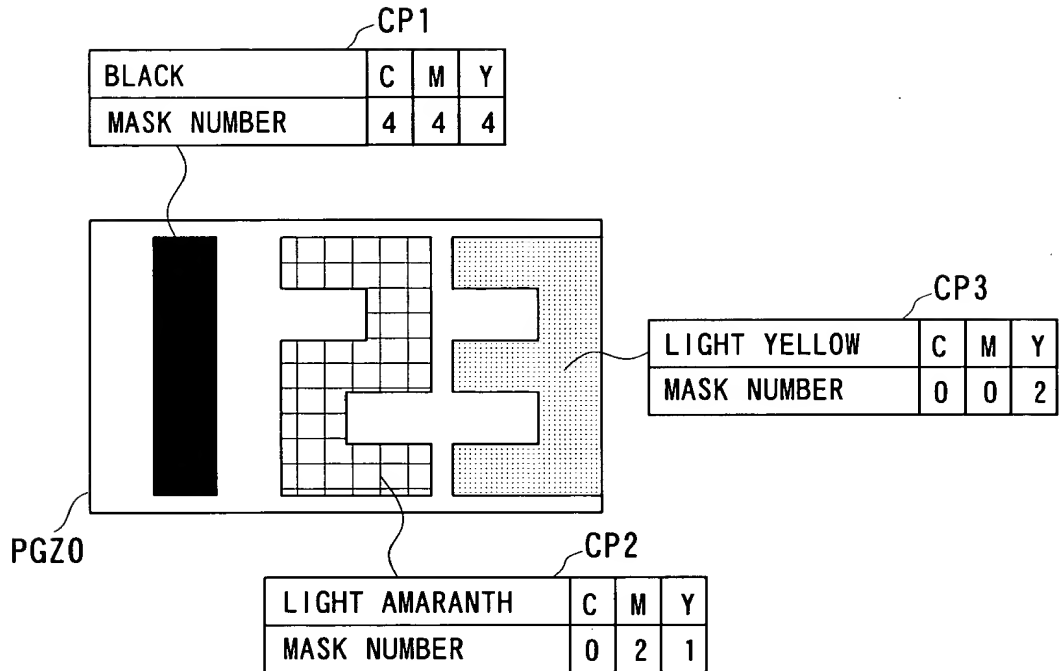 CP1
BLACK C M Y
MASK NUMBER 4 4 4
123
CP3
LIGHT YELLOW C M Y
MASK NUMBER 0 0 2
PGZ0
CP2
LIGHT AMARANTH C M Y
MASK NUMBER 0 2 1